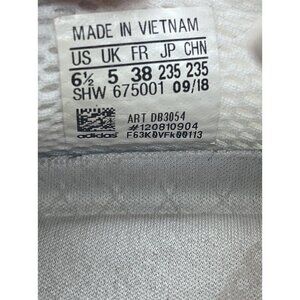 MADE IN VIETNAM
US UK FR JP CHN
6½ 5 38 235 235
SHW 675001 09/18
ART DB3054
#120810904
adidas F63K0VFk00113